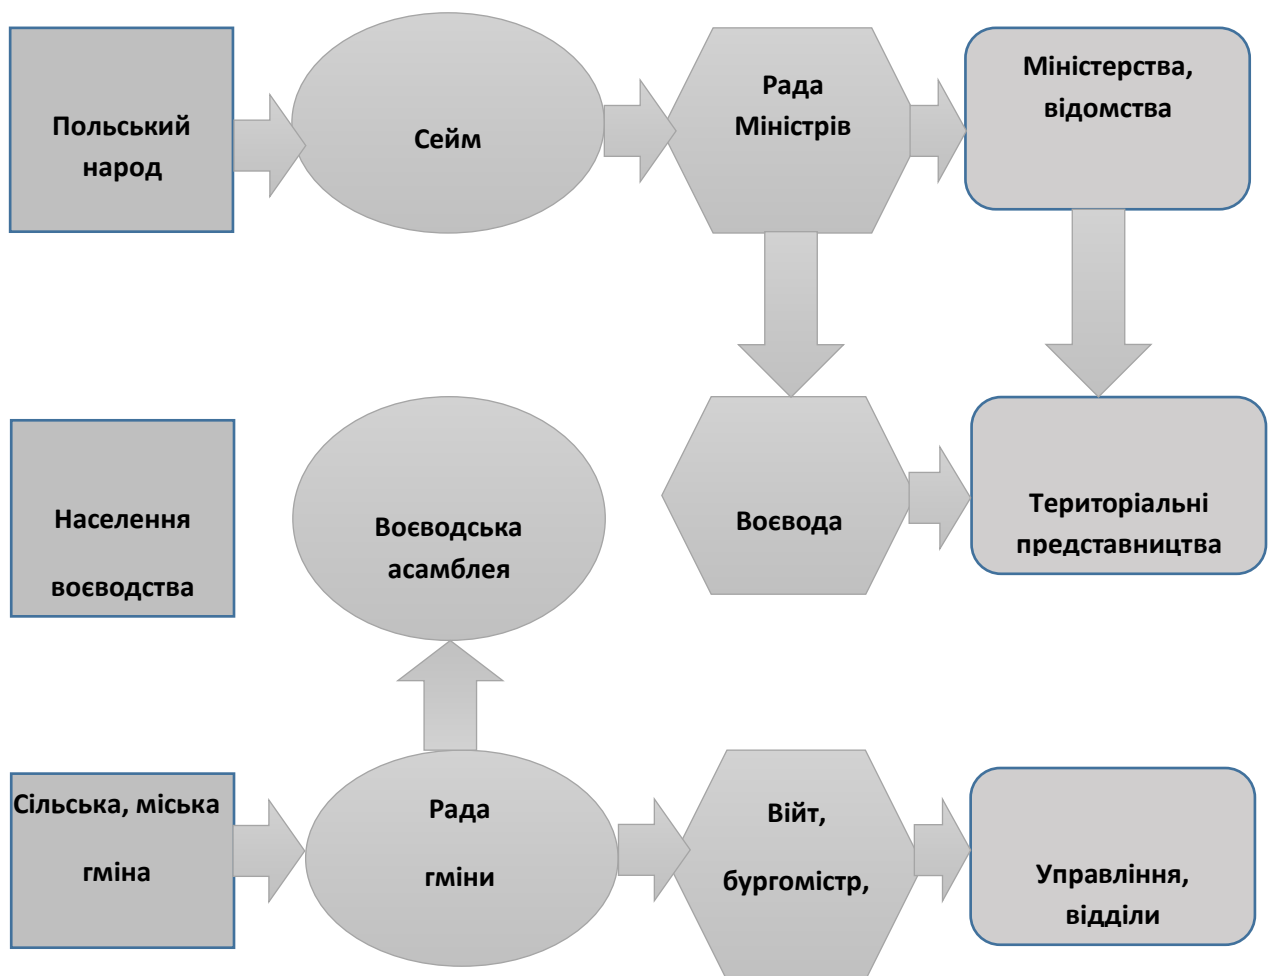 Польський
народ
Сейм
Рада
Міністрів
Міністерства,
відомства
Населення
воєводства
Воєводська
асамблея
Воєвода
Територіальні
представництва
Сільська, міська
гміна
Рада
гміни
Війт,
бургомістр,
Управління,
відділи